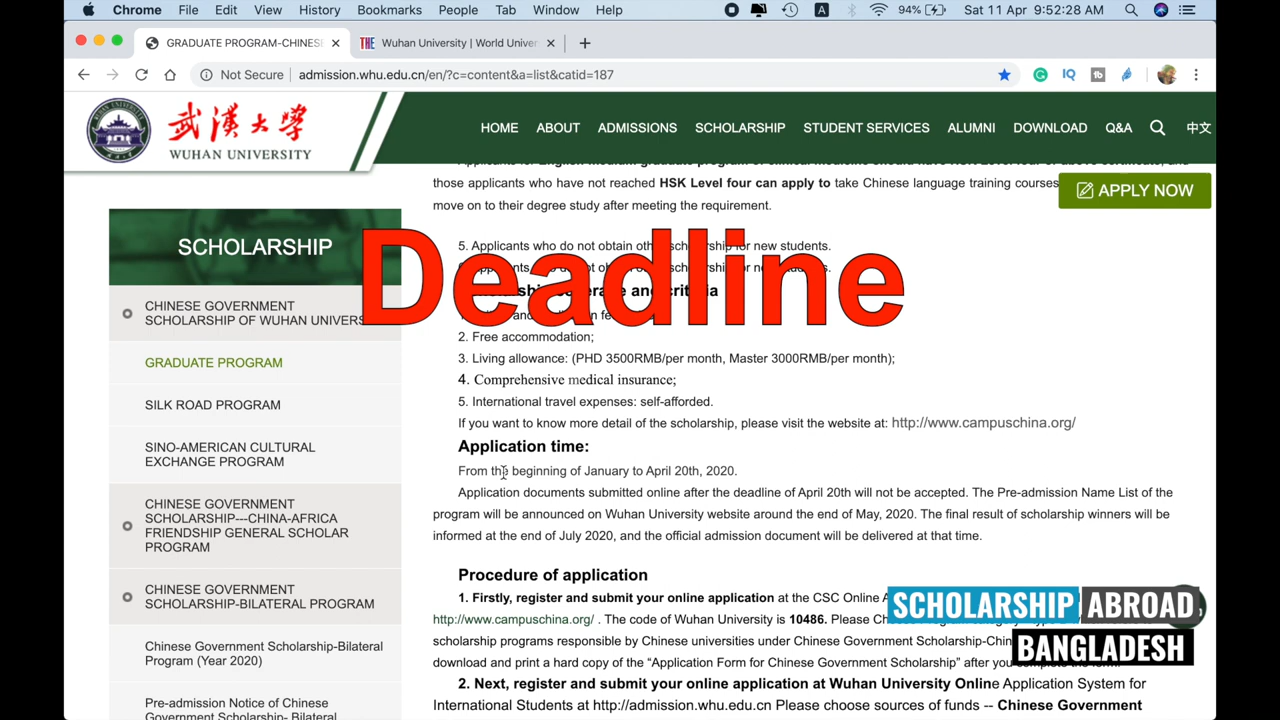 Chrome File Edit View History Bookmarks People Tab Window Help A 94% Sat 11 Apr 9:52:28 AM
GRADUATE PROGRAM-CHINES × THE Wuhan University | World Univer × +
Not Secure | admission.whu.edu.cn/en/?c=content&a=list&catid=187 IQ
武漢大學
WUHAN UNIVERSITY
HOME ABOUT ADMISSIONS SCHOLARSHIP STUDENT SERVICES ALUMNI DOWNLOAD Q&A 中文
APPLY NOW
SCHOLARSHIP
CHINESE GOVERNMENT
SCHOLARSHIP OF WUHAN UNIVERS
GRADUATE PROGRAM
SILK ROAD PROGRAM
SINO-AMERICAN CULTURAL
EXCHANGE PROGRAM
CHINESE GOVERNMENT
SCHOLARSHIP---CHINA-AFRICA
FRIENDSHIP GENERAL SCHOLAR
PROGRAM
CHINESE GOVERNMENT
SCHOLARSHIP-BILATERAL PROGRAM
Chinese Government Scholarship-Bilateral
Program (Year 2020)
Pre-admission Notice of Chinese
Government Scholarship- Bilateral
those applicants who have not reached HSK Level four can apply to take Chinese language training courses
move on to their degree study after meeting the requirement.
5. Applicants who do not obtain oth scholarship for new students.
Deadline
2. Free accommodation;
3. Living allowance: (PHD 3500RMB/per month, Master 3000RMB/per month);
4. Comprehensive medical insurance;
5. International travel expenses: self-afforded.
If you want to know more detail of the scholarship, please visit the website at: http://www.campuschina.org/
Application time:
From the beginning of January to April 20th, 2020.
Application documents submitted online after the deadline of April 20th will not be accepted. The Pre-admission Name List of the
program will be announced on Wuhan University website around the end of May, 2020. The final result of scholarship winners will be
informed at the end of July 2020, and the official admission document will be delivered at that time.
Procedure of application
1. Firstly, register and submit your online application at the CSC Online A
http://www.campuschina.org/ . The code of Wuhan University is 10486. Please
scholarship programs responsible by Chinese universities under Chinese Government Scholarship-Chin
download and print a hard copy of the “Application Form for Chinese Government Scholarship” after
2. Next, register and submit your online application at Wuhan University Online Application System for
International Students at http://admission.whu.edu.cn Please choose sources of funds -- Chinese Government
SCHOLARSHIP ABROAD
BANGLADESH